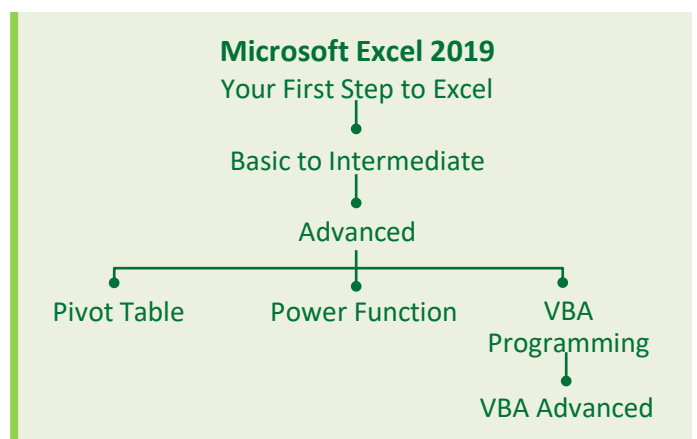 Microsoft Excel 2019
Your First Step to Excel
Basic to Intermediate
Advanced
Pivot Table
Power Function
VBA
Programming
VBA Advanced